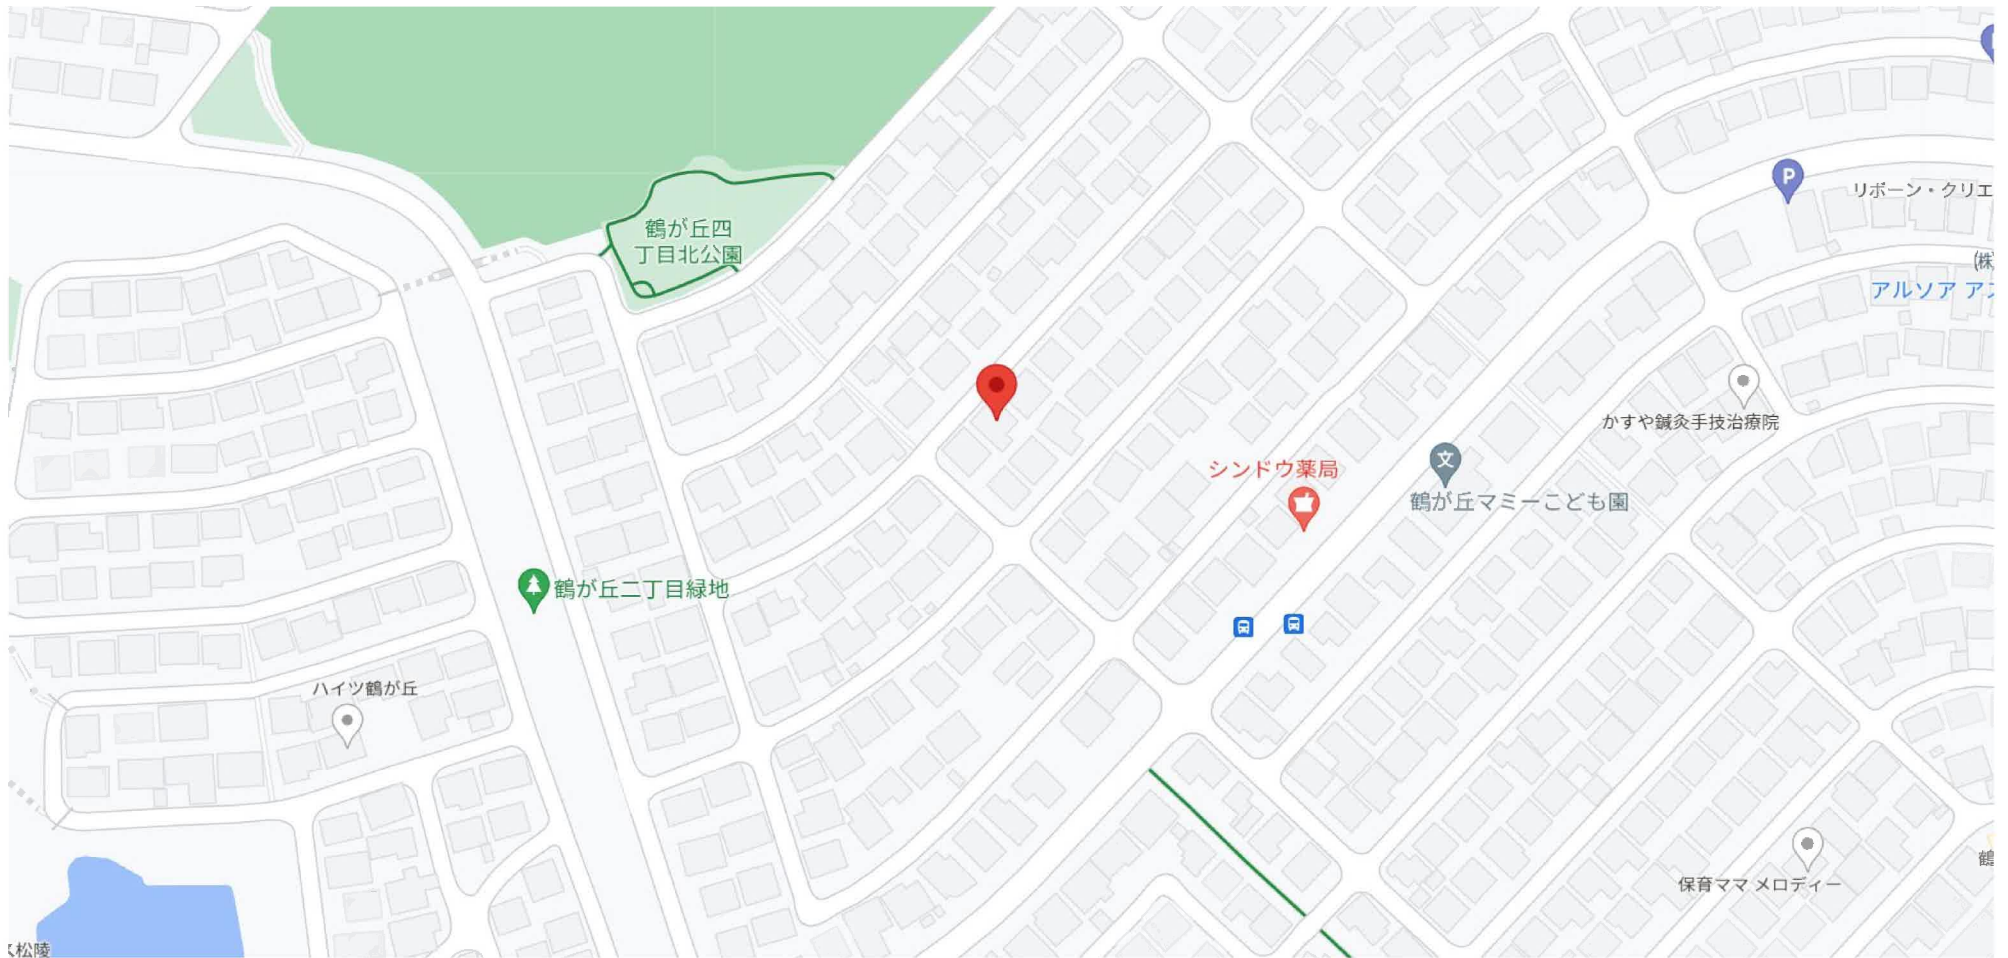 鶴が丘四
丁目北公園
P
リボーン・クリエ
(株
アルソア アス
かすや鍼灸手技治療院
シンドウ薬局
文
鶴が丘マミーこども園
鶴が丘二丁目緑地
ハイツ鶴が丘
保育ママ メロディー
鶴
松陵